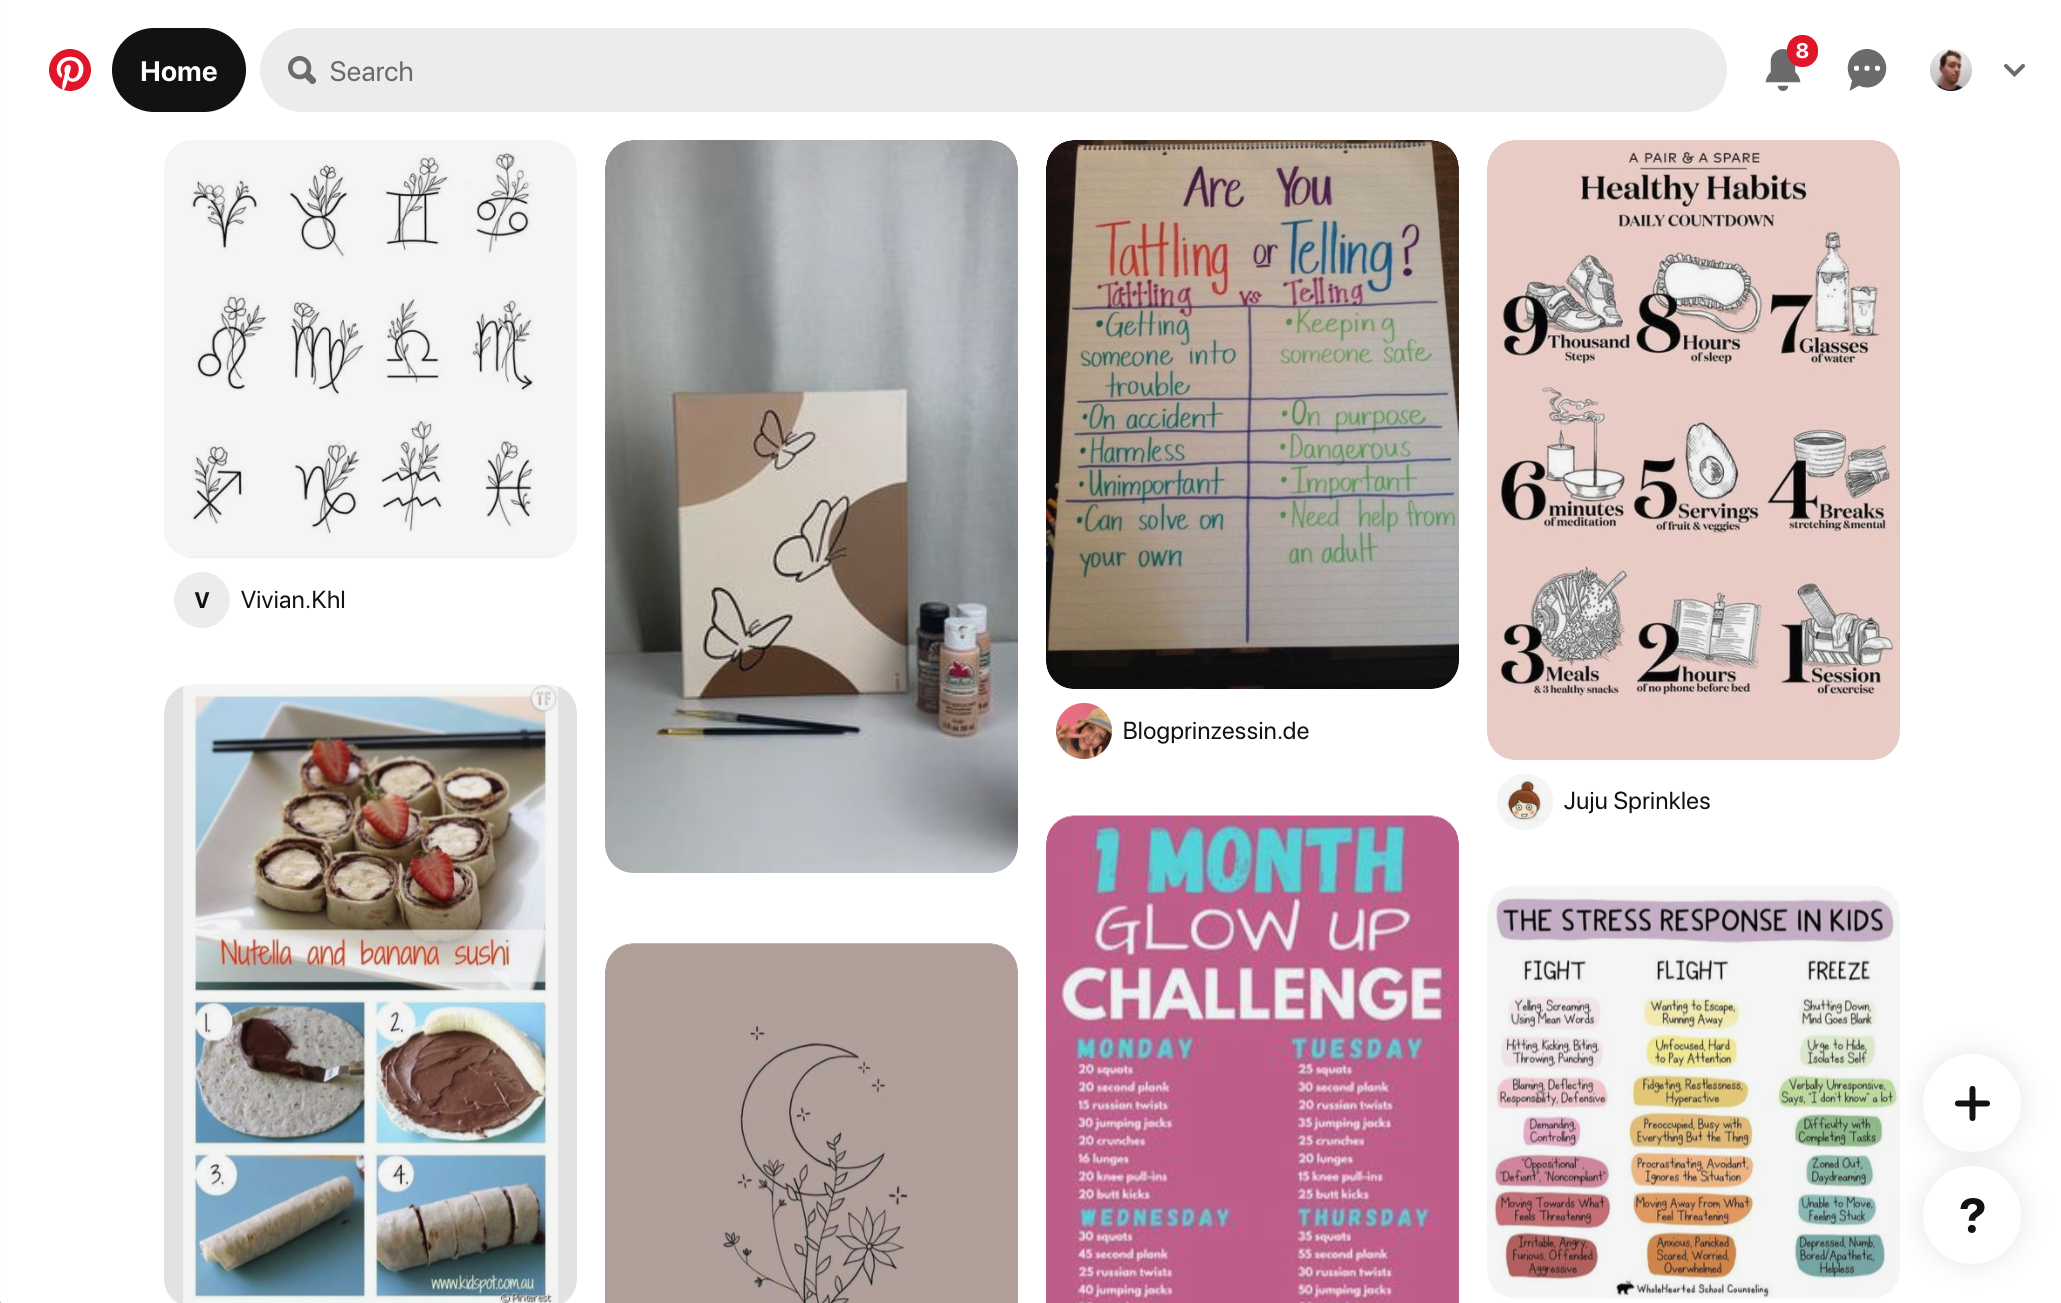 Home
Search
8
V
Vivian.Khl
TF
Nutella and banana sushi
1.
2.
3.
4.
www.kidspot.com.au
© Pinterest
Are You
Tattling or Telling?
Tattling vs Telling
•Getting
someone into
trouble
•Keeping
someone safe
•On accident
•On purpose
•Harmless
•Dangerous
•Unimportant
•Important
•Can solve on
your own
•Need help from
an adult
Blogprinzessin.de
1 MONTH
GLOW UP
CHALLENGE
MONDAY
20 squats
20 second plank
15 russian twists
30 jumping jacks
20 crunches
16 lunges
20 knee pull-ins
20 butt kicks
TUESDAY
25 squats
30 second plank
20 russian twists
35 jumping jacks
25 crunches
20 lunges
15 knee pull-ins
25 butt kicks
WEDNESDAY
30 squats
45 second plank
25 russian twists
40 jumping jacks
THURSDAY
35 squats
55 second plank
30 russian twists
50 jumping jacks
A PAIR & A SPARE
Healthy Habits
DAILY COUNTDOWN
9 Thousand
Steps
8 Hours
of sleep
7 Glasses
of water
6 minutes
of meditation
5 Servings
of fruit & veggies
4 Breaks
stretching & mental
3 Meals
& 3 healthy snacks
2 hours
of no phone before bed
1 Session
of exercise
Juju Sprinkles
THE STRESS RESPONSE IN KIDS
FIGHT
Yelling, Screaming,
Using Mean Words
Hitting, Kicking, Biting,
Throwing, Punching
Blaming, Deflecting
Responsibility, Defensive
Demanding,
Controlling
"Oppositional",
"Defiant", "Noncompliant"
Moving Towards What
Feels Threatening
Irritable, Angry,
Furious, Offended
Aggressive
FLIGHT
Wanting to Escape,
Running Away
Unfocused, Hard
to Pay Attention
Fidgeting, Restlessness,
Hyperactive
Preoccupied, Busy with
Everything But the Thing
Procrastinating, Avoidant,
Ignores the Situation
Moving Away From What
Feel Threatening
Anxious, Panicked
Scared, Worried,
Overwhelmed
FREEZE
Shutting Down,
Mind Goes Blank
Urge to Hide,
Isolates Self
Verbally Unresponsive,
Says, "I don't know" a lot
Difficulty with
Completing Tasks
Zoned Out,
Daydreaming
Unable to Move,
Feeling Stuck
Depressed, Numb,
Bored/Apathetic,
Helpless
WholeHearted School Counseling
+
?